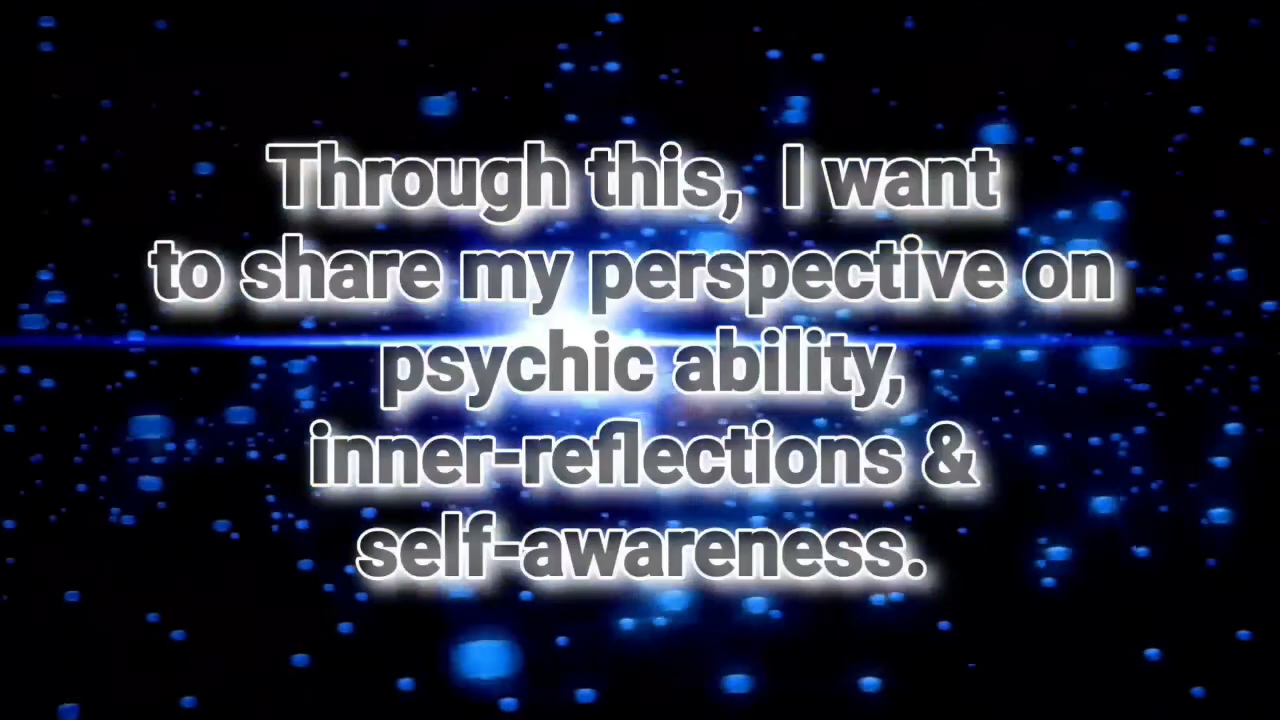 Through this,  I want
to share my perspective on
psychic ability,
inner-reflections &
self-awareness.